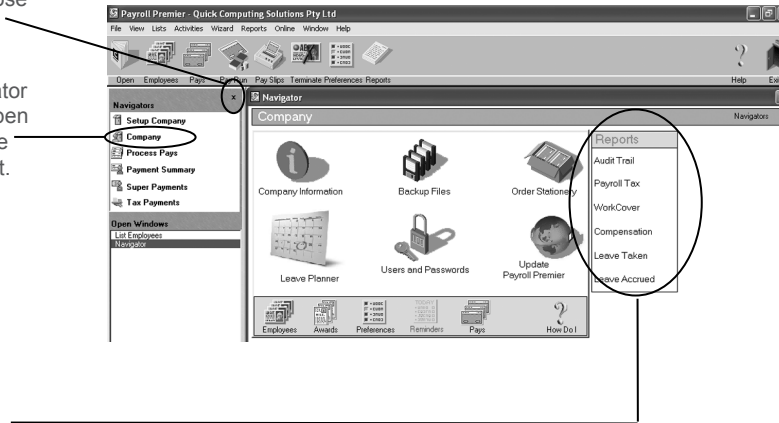 ose
ator
pen
e
t.
Payroll Premier - Quick Computing Solutions Pty Ltd
File View Lists Activities Wizard Reports Online Window Help
Open Employees Pays Pay Run Pay Slips Terminate Preferences Reports Help Exi
x
Navigators
Setup Company
Company
Process Pays
Payment Summary
Super Payments
Tax Payments
Open Windows
List Employees
Navigator
Navigator
Company Navigators
Company Information Backup Files Order Stationery
Leave Planner Users and Passwords Update
Payroll Premier
Employees Awards Preferences Reminders Pays How Do I
Reports
Audit Trail
Payroll Tax
WorkCover
Compensation
Leave Taken
Leave Accrued